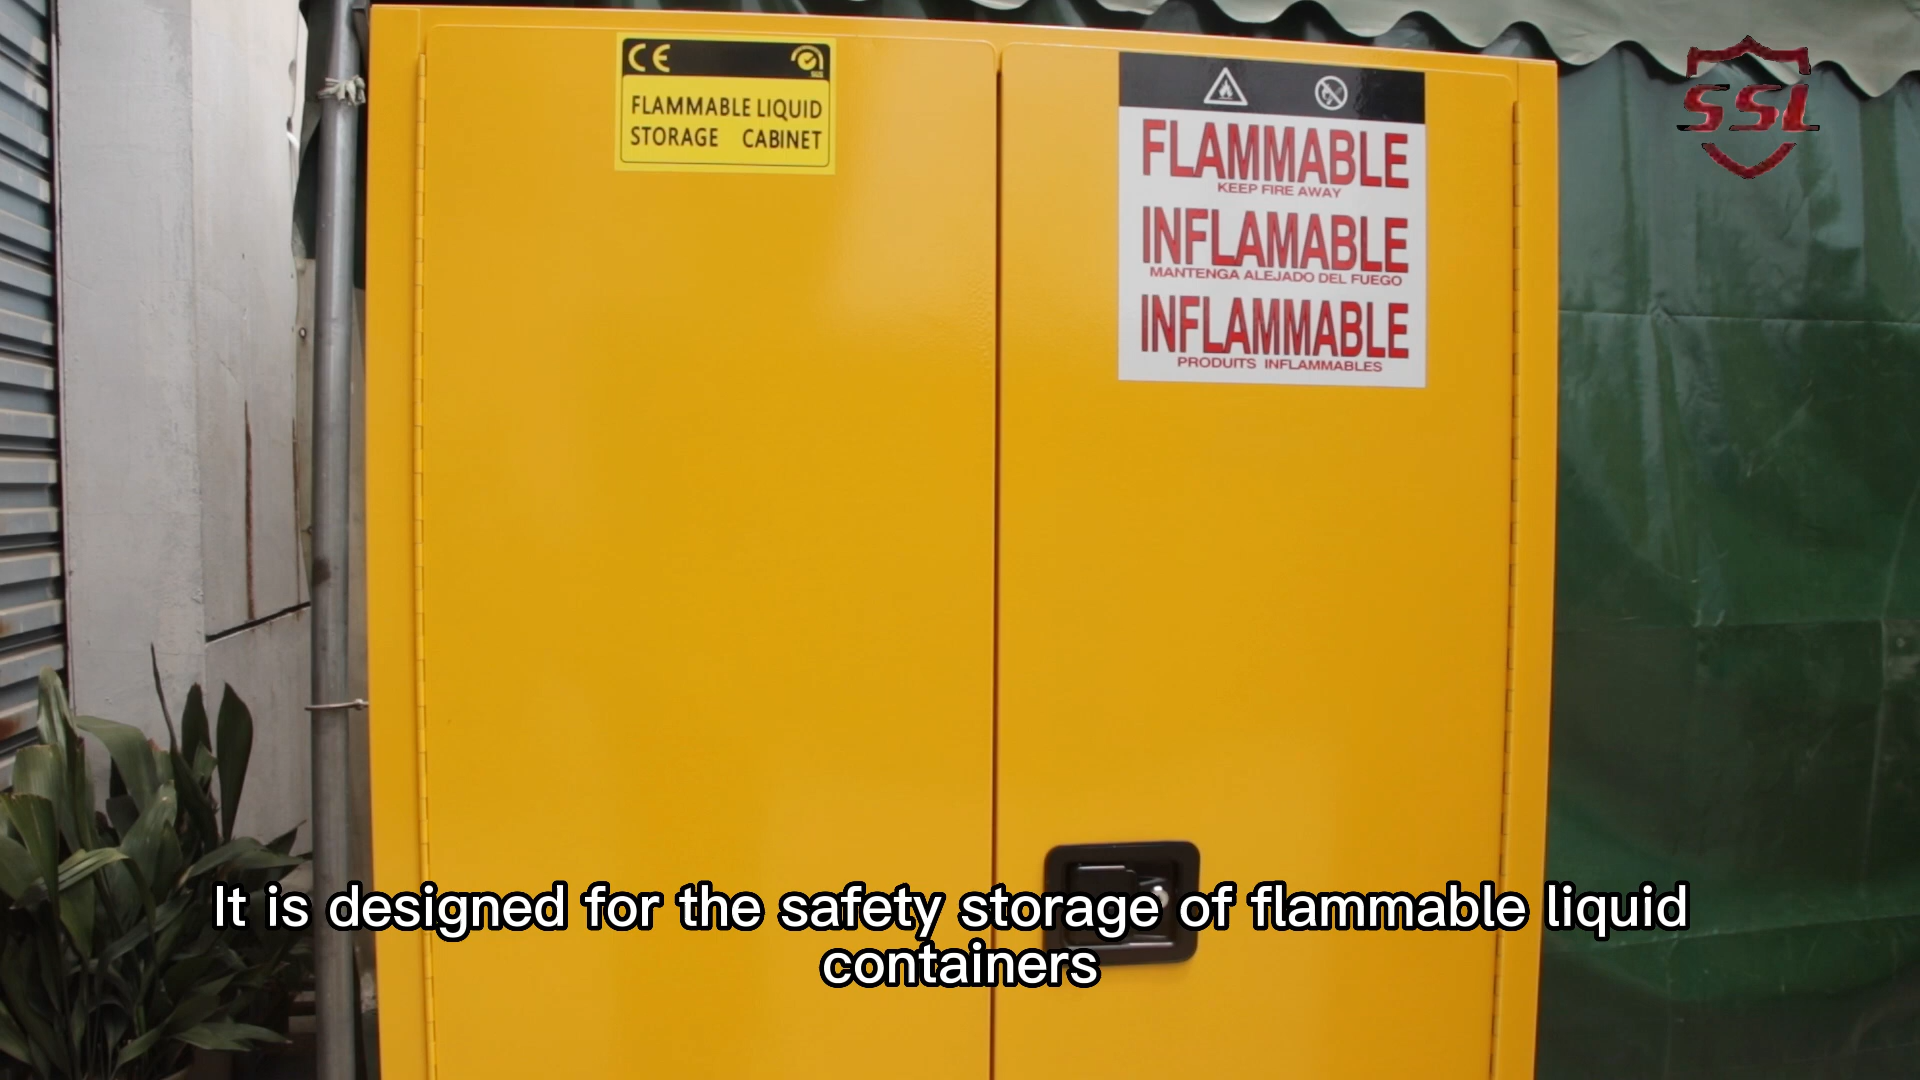 CE
FLAMMABLE LIQUID
STORAGE CABINET
FLAMMABLE
KEEP FIRE AWAY
INFLAMABLE
MANTENGA ALEJADO DEL FUEGO
INFLAMMABLE
PRODUITS INFLAMMABLES
SSL
It is designed for the safety storage of flammable liquid
containers